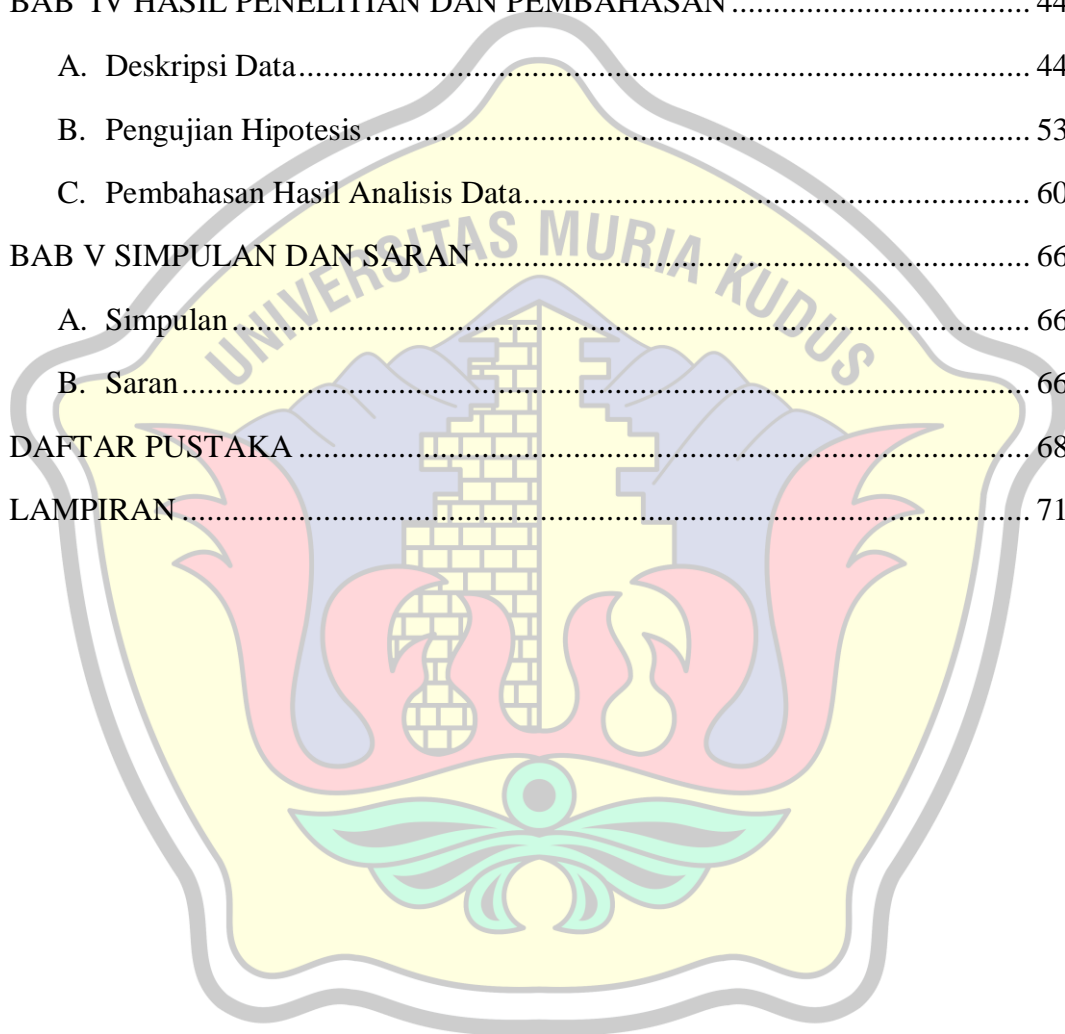 BAB IV HASIL PENELITIAN DAN PEMBAHASAN ................................ 44
A. Deskripsi Data................................................................................ 44
B. Pengujian Hipotesis......................................................................... 53
C. Pembahasan Hasil Analisis Data...................................................... 60
BAB V SIMPULAN DAN SARAN............................................................ 66
A. Simpulan........................................................................................ 66
B. Saran.............................................................................................. 66
DAFTAR PUSTAKA ................................................................................ 68
LAMPIRAN ............................................................................................. 71
UNIVERSITAS MURIA KUDUS